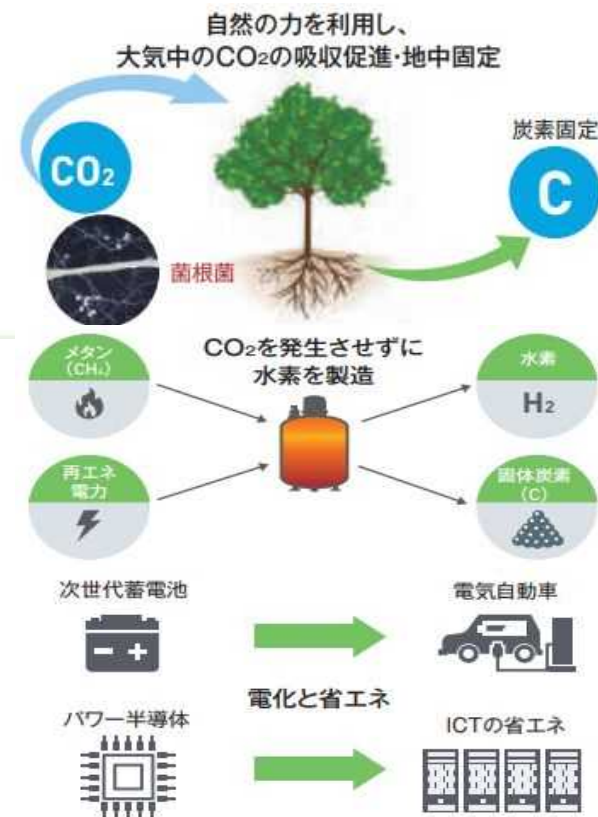 自然の力を利用し、
大気中のCO₂の吸収促進・地中固定
CO₂
炭素固定
C
菌根菌
メタン
(CH₄)
CO₂を発生させずに
水素を製造
水素
H₂
再エネ
電力
固体炭素
(C)
次世代蓄電池
電気自動車
電化と省エネ
パワー半導体
ICTの省エネ